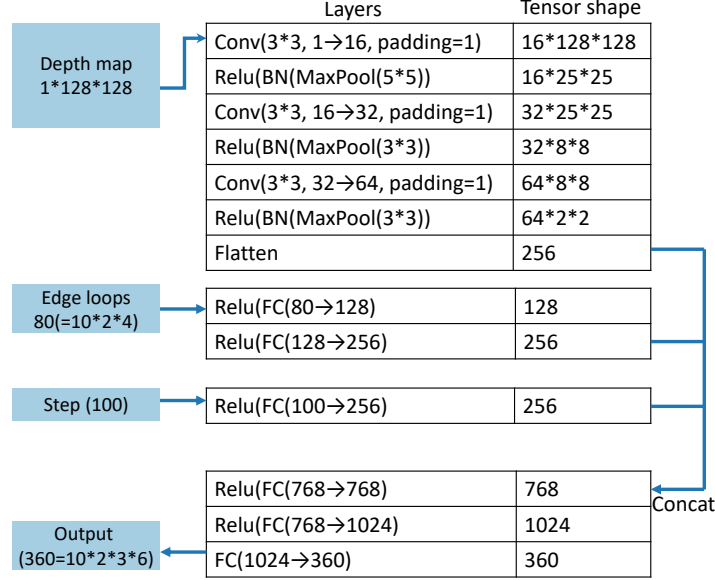 Layers Tensor shape
Depth map
1*128*128
Conv(3*3, 1→16, padding=1) 16*128*128
Relu(BN(MaxPool(5*5)) 16*25*25
Conv(3*3, 16→32, padding=1) 32*25*25
Relu(BN(MaxPool(3*3)) 32*8*8
Conv(3*3, 32→64, padding=1) 64*8*8
Relu(BN(MaxPool(3*3)) 64*2*2
Flatten 256
Edge loops
80(=10*2*4)
Relu(FC(80→128) 128
Relu(FC(128→256) 256
Step (100)
Relu(FC(100→256) 256
Relu(FC(768→768) 768
Concat
Relu(FC(768→1024) 1024
FC(1024→360) 360
Output
(360=10*2*3*6)